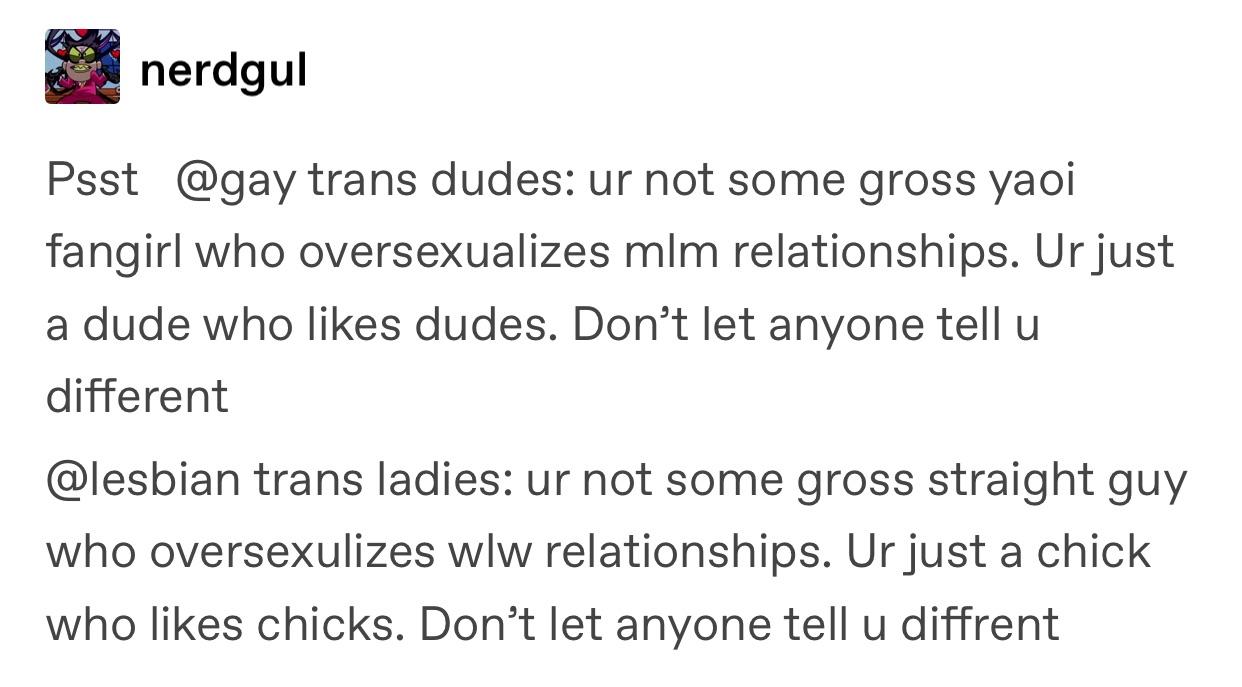 nerdgul
Psst   @gay trans dudes: ur not some gross yaoi
fangirl who oversexualizes mlm relationships. Ur just
a dude who likes dudes. Don’t let anyone tell u
different
@lesbian trans ladies: ur not some gross straight guy
who oversexulizes wlw relationships. Ur just a chick
who likes chicks. Don’t let anyone tell u diffrent